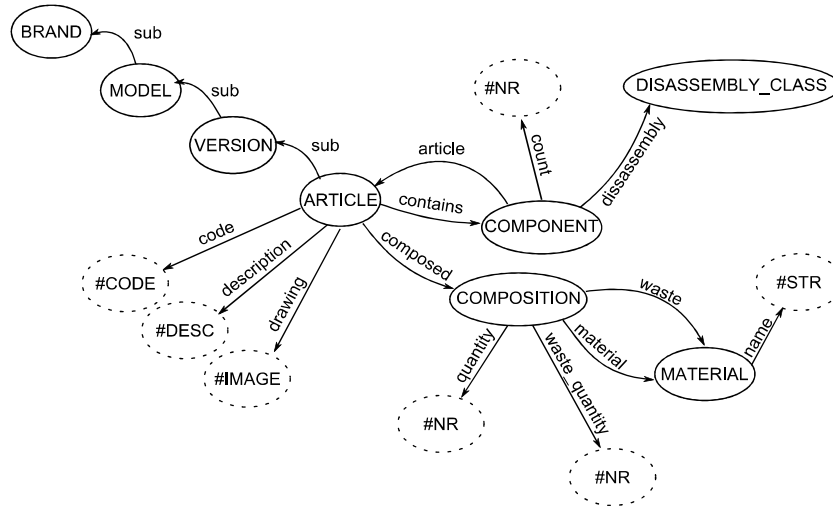 BRAND
sub
MODEL
sub
VERSION
sub
#NR
DISASSEMBLY_CLASS
article
count
dissassembly
ARTICLE
contains
COMPONENT
code
description
drawing
composed
#CODE
#DESC
#IMAGE
COMPOSITION
waste
#STR
quantity
waste_quantity
material
name
MATERIAL
#NR
#NR